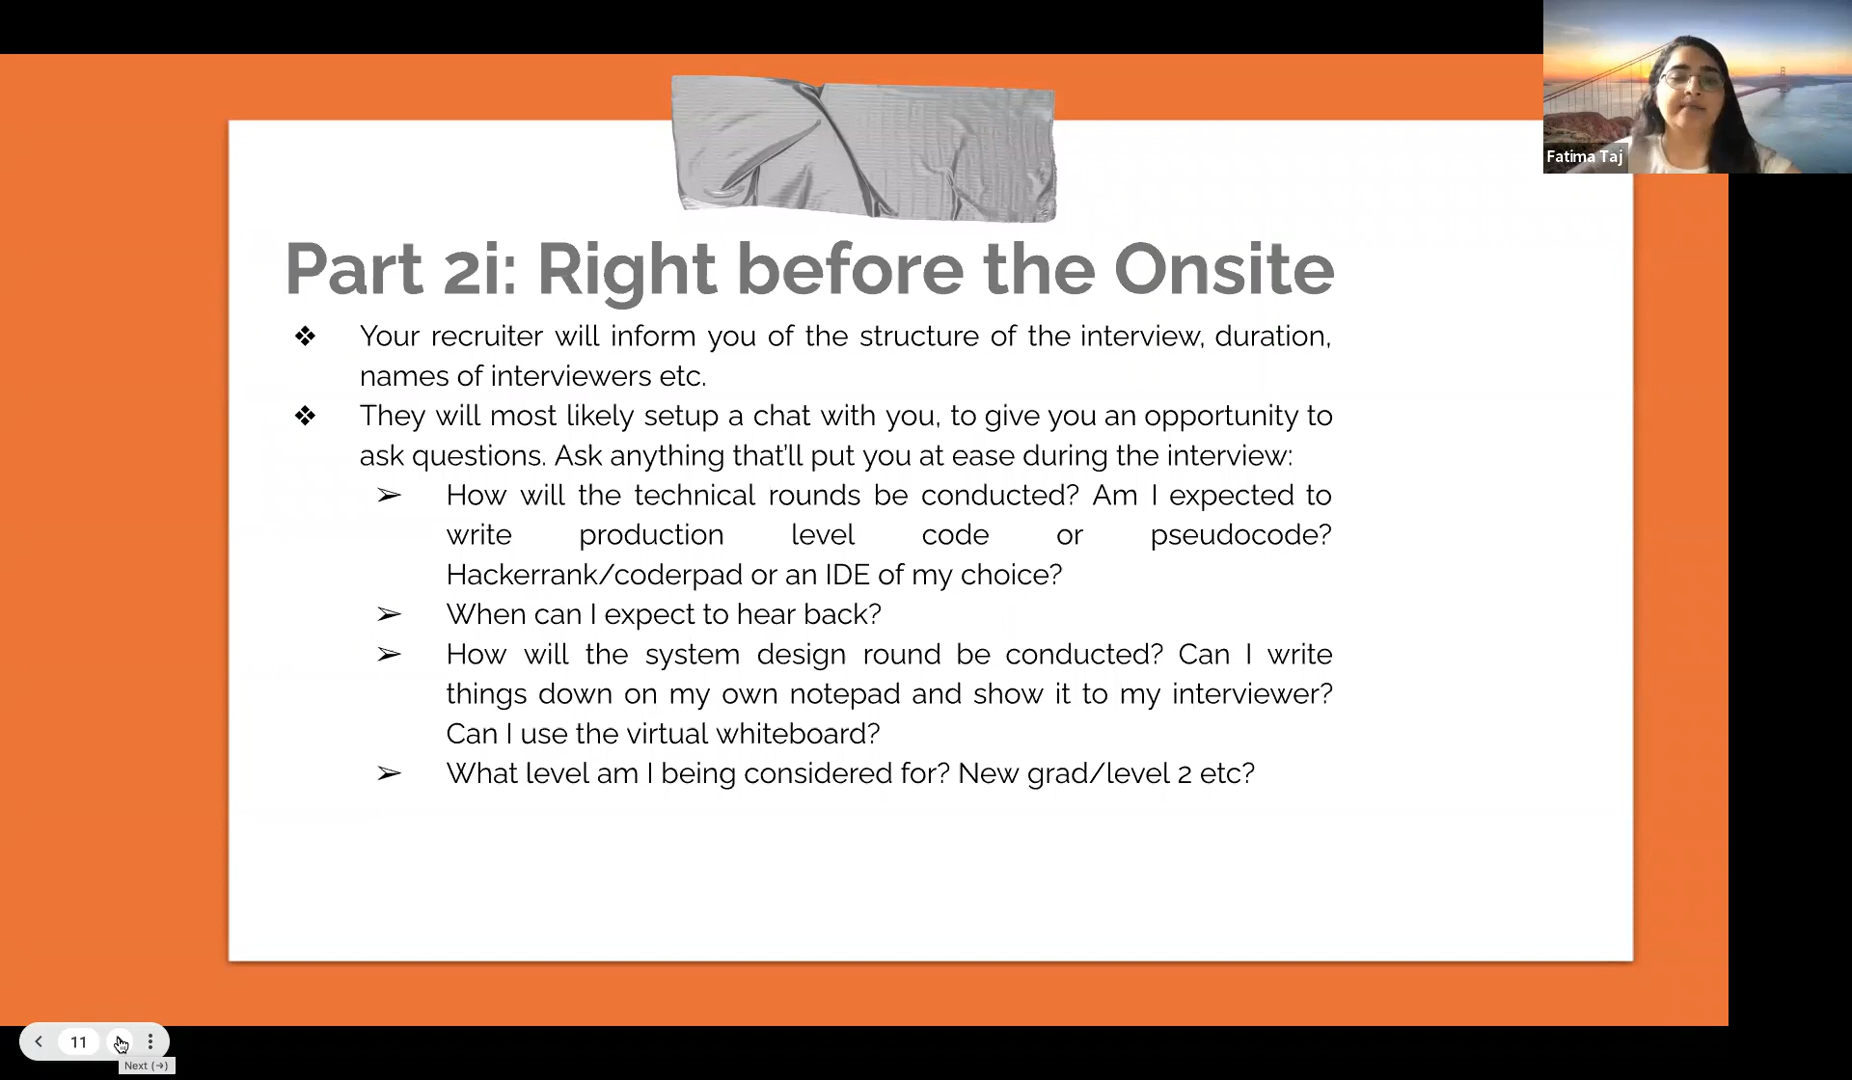 Fatima Taj
Part 2i: Right before the Onsite
❖ Your recruiter will inform you of the structure of the interview, duration,
names of interviewers etc.
❖ They will most likely setup a chat with you, to give you an opportunity to
ask questions. Ask anything that'll put you at ease during the interview:
➢ How will the technical rounds be conducted? Am I expected to
write production level code or pseudocode?
Hackerrank/coderpad or an IDE of my choice?
➢ When can I expect to hear back?
➢ How will the system design round be conducted? Can I write
things down on my own notepad and show it to my interviewer?
Can I use the virtual whiteboard?
➢ What level am I being considered for? New grad/level 2 etc?
11
Next (→)